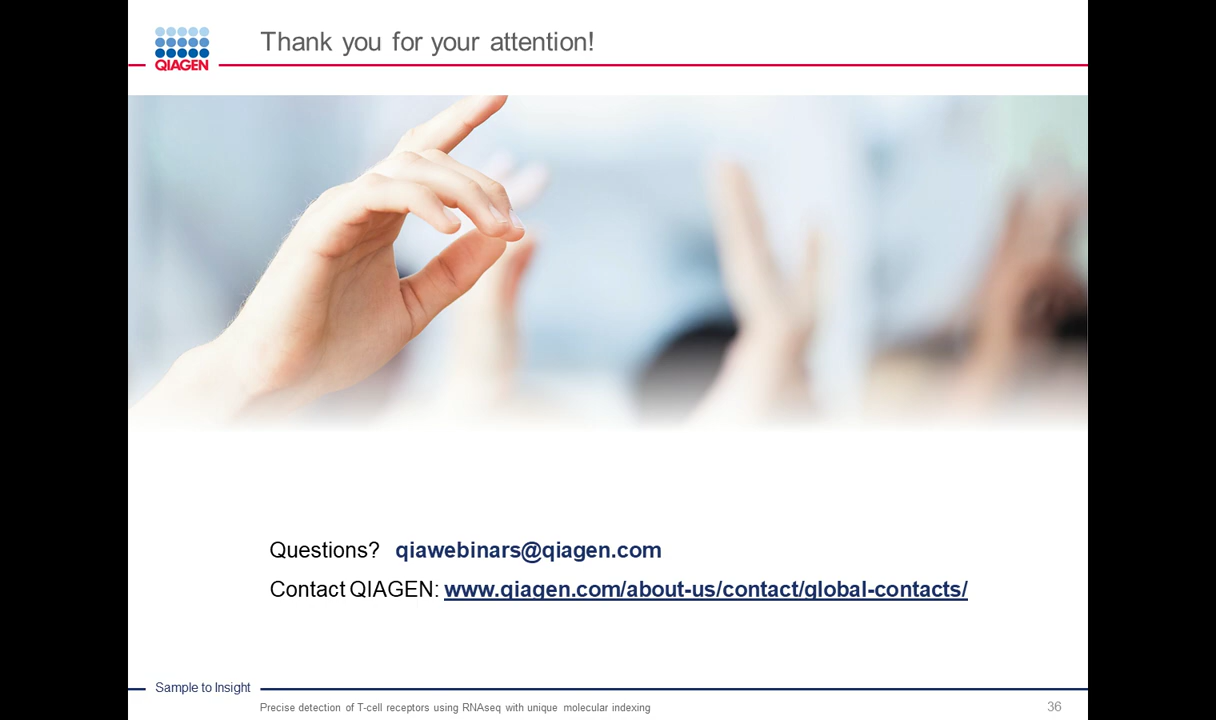 Thank you for your attention!
QIAGEN
Questions? qiawebinars@qiagen.com
Contact QIAGEN: www.qiagen.com/about-us/contact/global-contacts/
Sample to Insight
Precise detection of T-cell receptors using RNAseq with unique molecular indexing
36